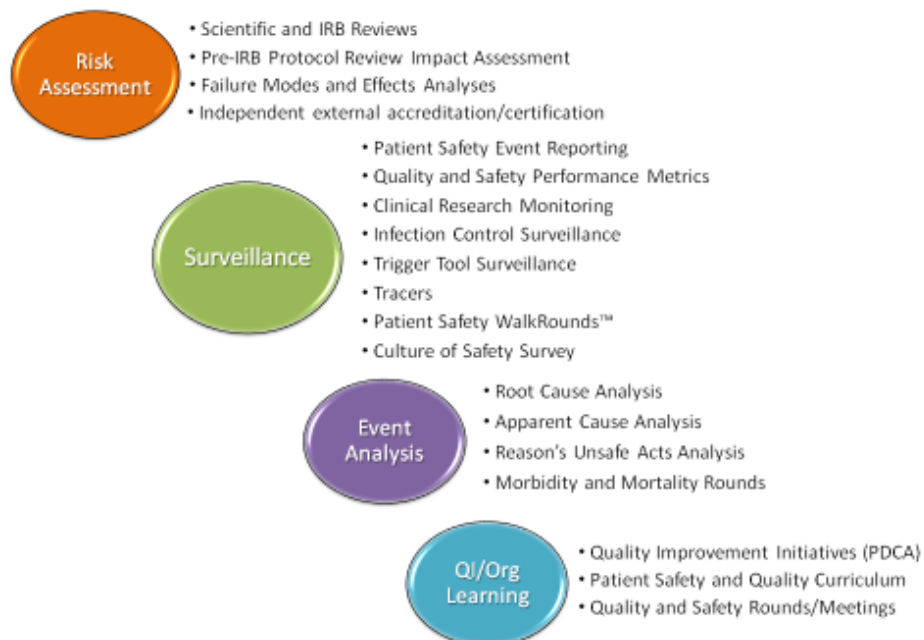 Risk
Assessment
• Scientific and IRB Reviews
• Pre-IRB Protocol Review Impact Assessment
• Failure Modes and Effects Analyses
• Independent external accreditation/certification
Surveillance
• Patient Safety Event Reporting
• Quality and Safety Performance Metrics
• Clinical Research Monitoring
• Infection Control Surveillance
• Trigger Tool Surveillance
• Tracers
• Patient Safety WalkRounds™
• Culture of Safety Survey
Event
Analysis
• Root Cause Analysis
• Apparent Cause Analysis
• Reason's Unsafe Acts Analysis
• Morbidity and Mortality Rounds
QI/Org
Learning
• Quality Improvement Initiatives (PDCA)
• Patient Safety and Quality Curriculum
• Quality and Safety Rounds/Meetings